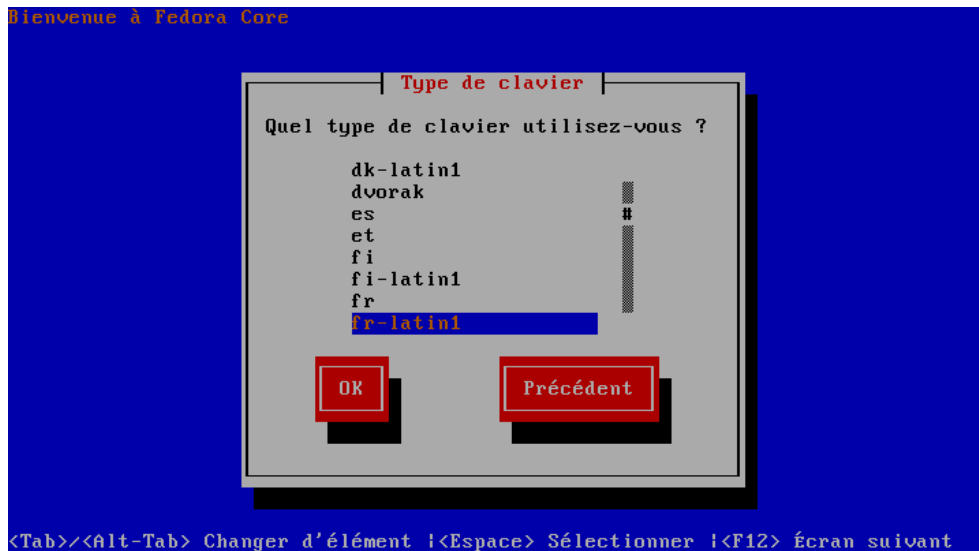 Bienvenue à Fedora Core
Type de clavier
Quel type de clavier utilisez-vous ?
dk-latin1
dvorak
es
#
et
fi
fi-latin1
fr
fr-latin1
OK
Précédent
<Tab>/<Alt-Tab> Changer d'élément |<Espace> Sélectionner |<F12> Écran suivant